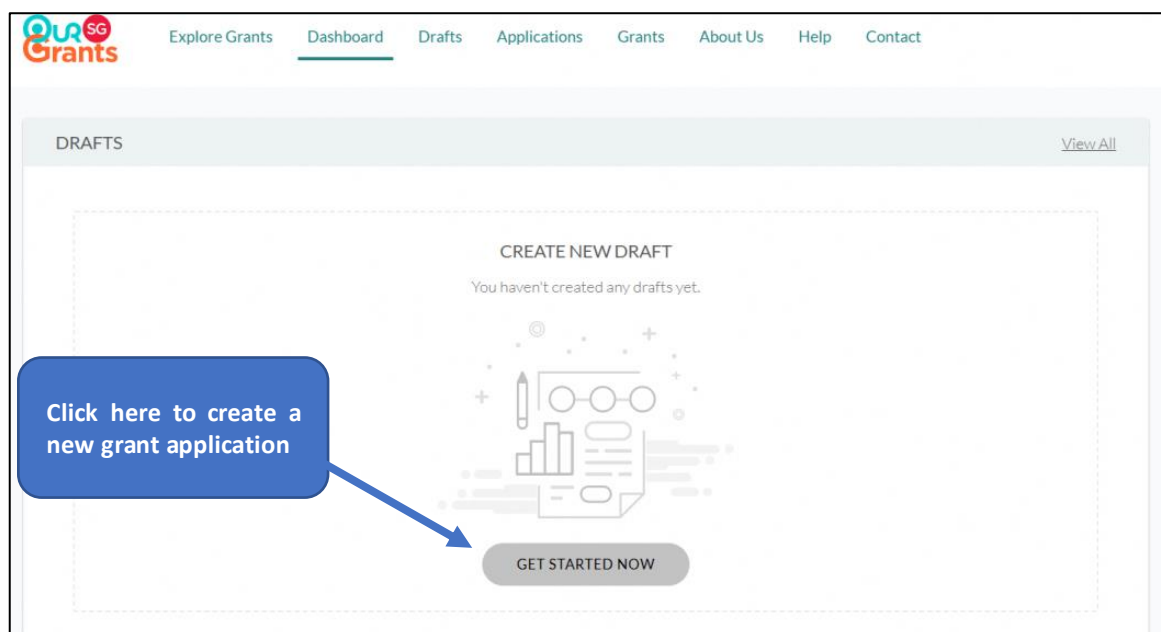 OUR SG
Grants
Explore Grants Dashboard Drafts Applications Grants About Us Help Contact
DRAFTS View All
CREATE NEW DRAFT
You haven't created any drafts yet.
Click here to create a
new grant application
GET STARTED NOW